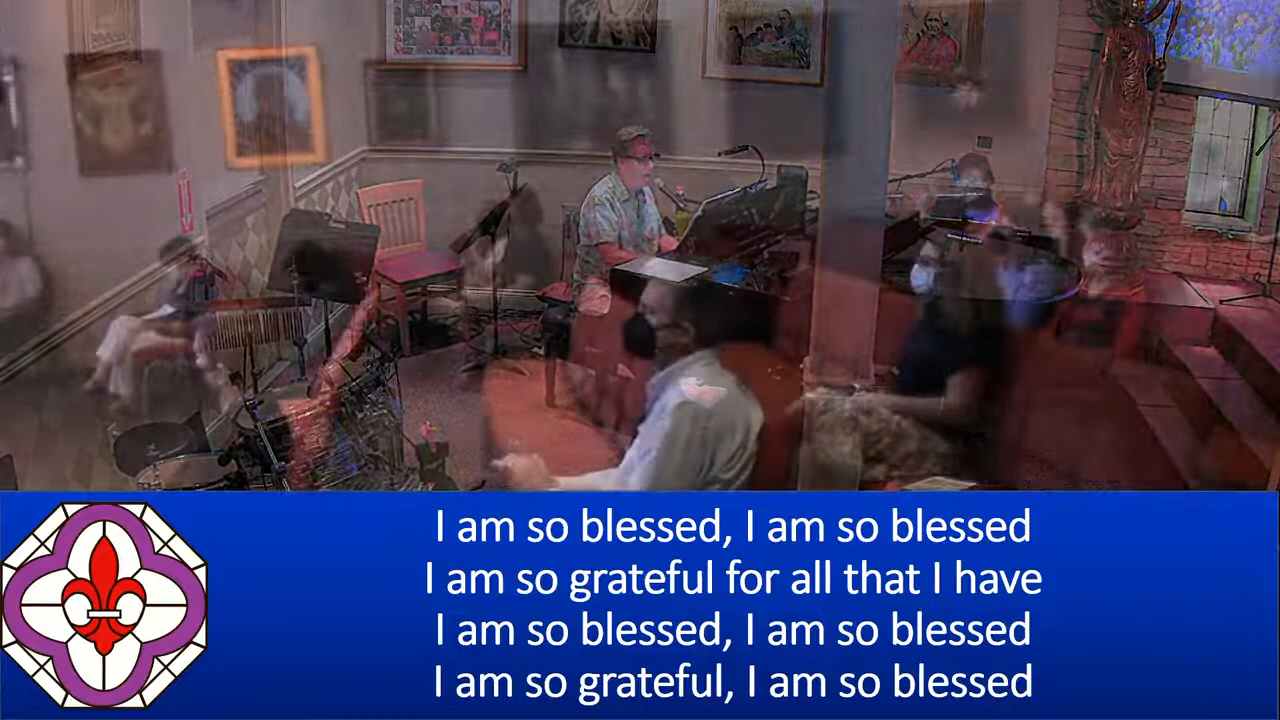 I am so blessed, I am so blessed
I am so grateful for all that I have
I am so blessed, I am so blessed
I am so grateful, I am so blessed